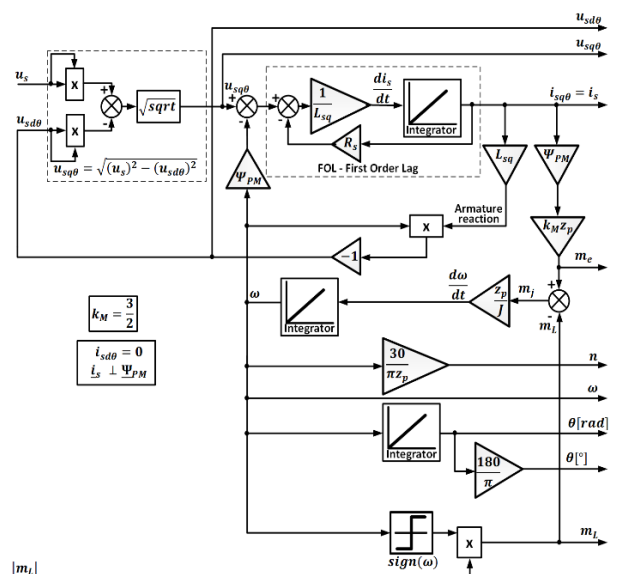 u_sdθ
u_sqθ
u_s
x
+
-
√sqrt
u_sqθ
+
-
+
-
1/L_sq
di_s/dt
Integrator
i_sqθ = i_s
u_sdθ
x
R_s
u_sqθ = √((u_s)² − (u_sdθ)²)
FOL - First Order Lag
Ψ_PM
L_sq
Ψ_PM
Armature
reaction
x
k_M z_p
−1
m_e
ω
Integrator
dω/dt
z_p/J
m_j
+
-
m_L
k_M = 3/2
i_sdθ = 0
i_s ⊥ Ψ_PM
30/πz_p
n
ω
Integrator
θ[rad]
180/π
θ[°]
sign(ω)
x
m_L
|m_L|